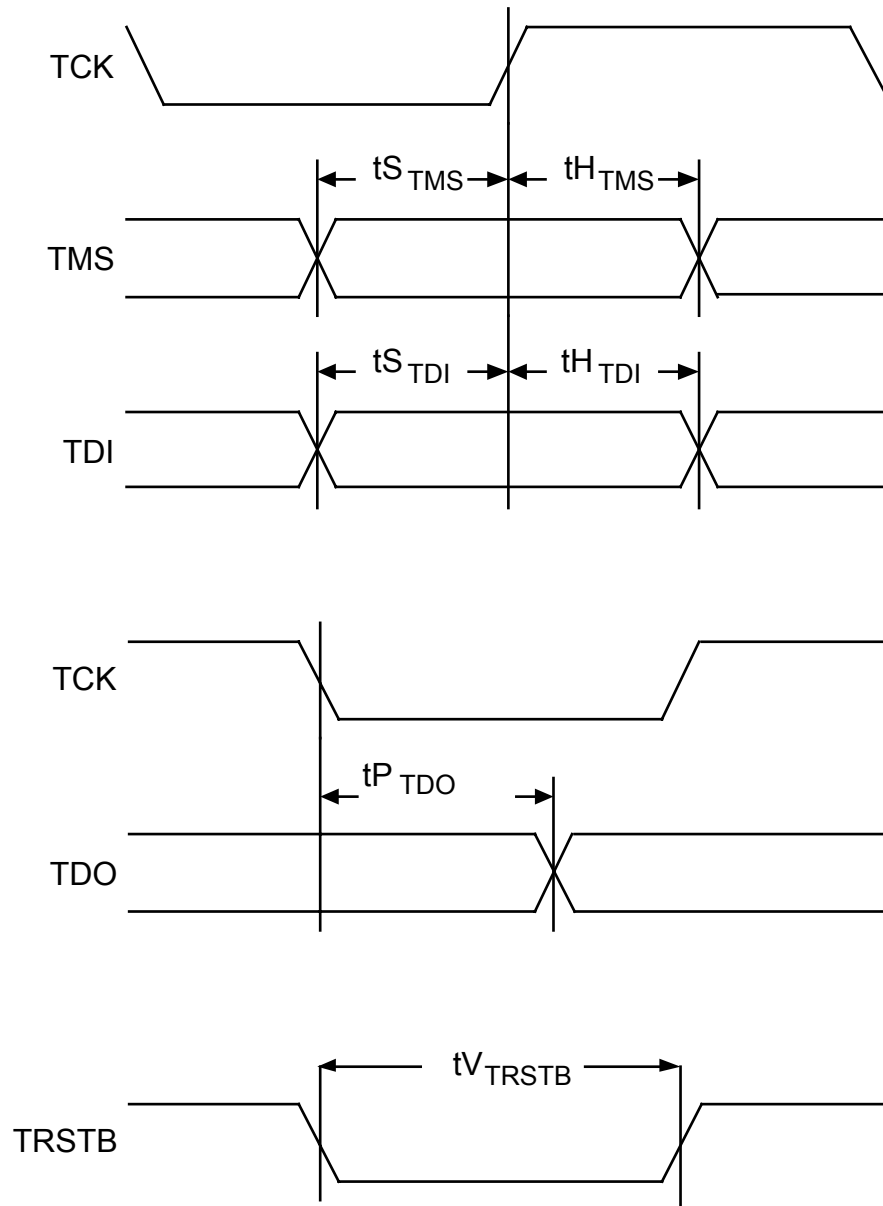 TCK
tS TMS tH TMS
TMS
tS TDI tH TDI
TDI
TCK
tP TDO
TDO
tV TRSTB
TRSTB